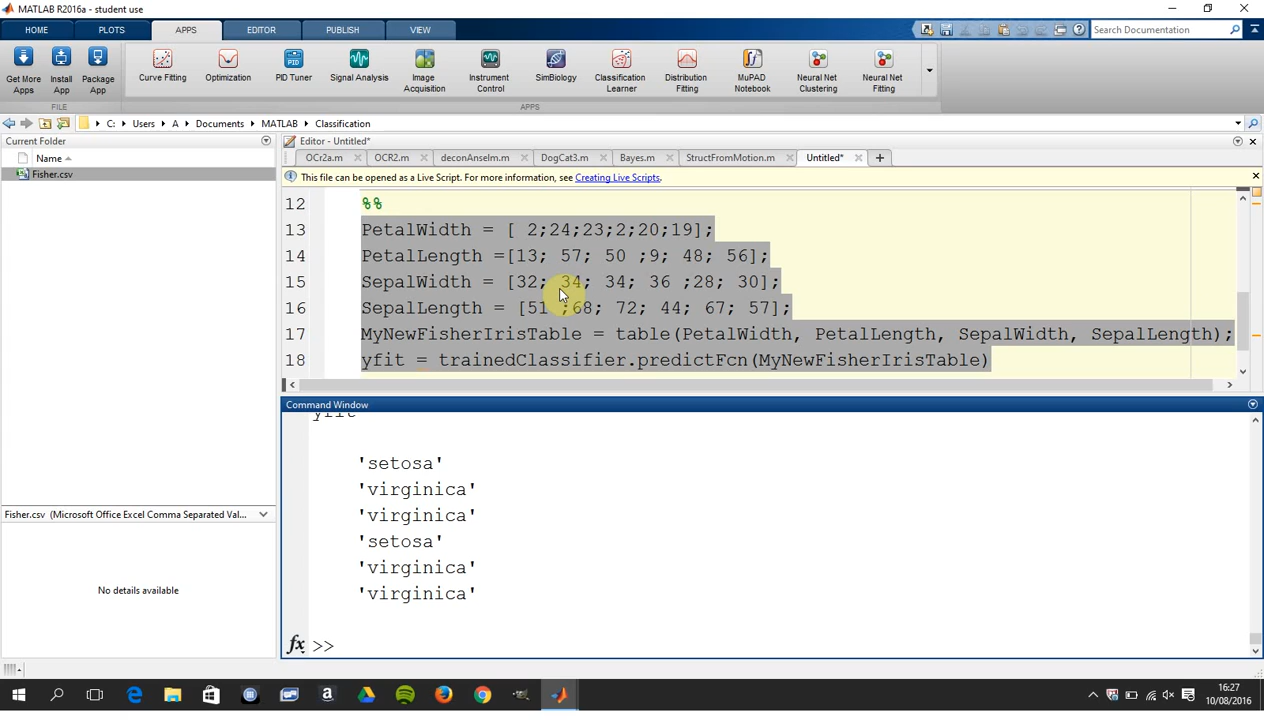 MATLAB R2016a - student use
HOME PLOTS APPS EDITOR PUBLISH VIEW
Search Documentation
Get More Apps
Install App
Package App
Curve Fitting
Optimization
PID Tuner
Signal Analysis
Image Acquisition
Instrument Control
SimBiology
Classification Learner
Distribution Fitting
MuPAD Notebook
Neural Net Clustering
Neural Net Fitting
FILE APPS
C: Users A Documents MATLAB Classification
Current Folder
Name
Fisher.csv
Editor - Untitled*
OCr2a.m OCR2.m deconAnselm.m DogCat3.m Bayes.m StructFromMotion.m Untitled*
This file can be opened as a Live Script. For more information, see Creating Live Scripts.
12 %%
13 PetalWidth = [ 2;24;23;2;20;19];
14 PetalLength =[13; 57; 50 ;9; 48; 56];
15 SepalWidth = [32; 34; 34; 36 ;28; 30];
16 SepalLength = [51 ;68; 72; 44; 67; 57];
17 MyNewFisherIrisTable = table(PetalWidth, PetalLength, SepalWidth, SepalLength);
18 yfit = trainedClassifier.predictFcn(MyNewFisherIrisTable)
Command Window
'setosa'
'virginica'
'virginica'
'setosa'
'virginica'
'virginica'
fx >>
Fisher.csv (Microsoft Office Excel Comma Separated Val...
No details available
16:27
10/08/2016